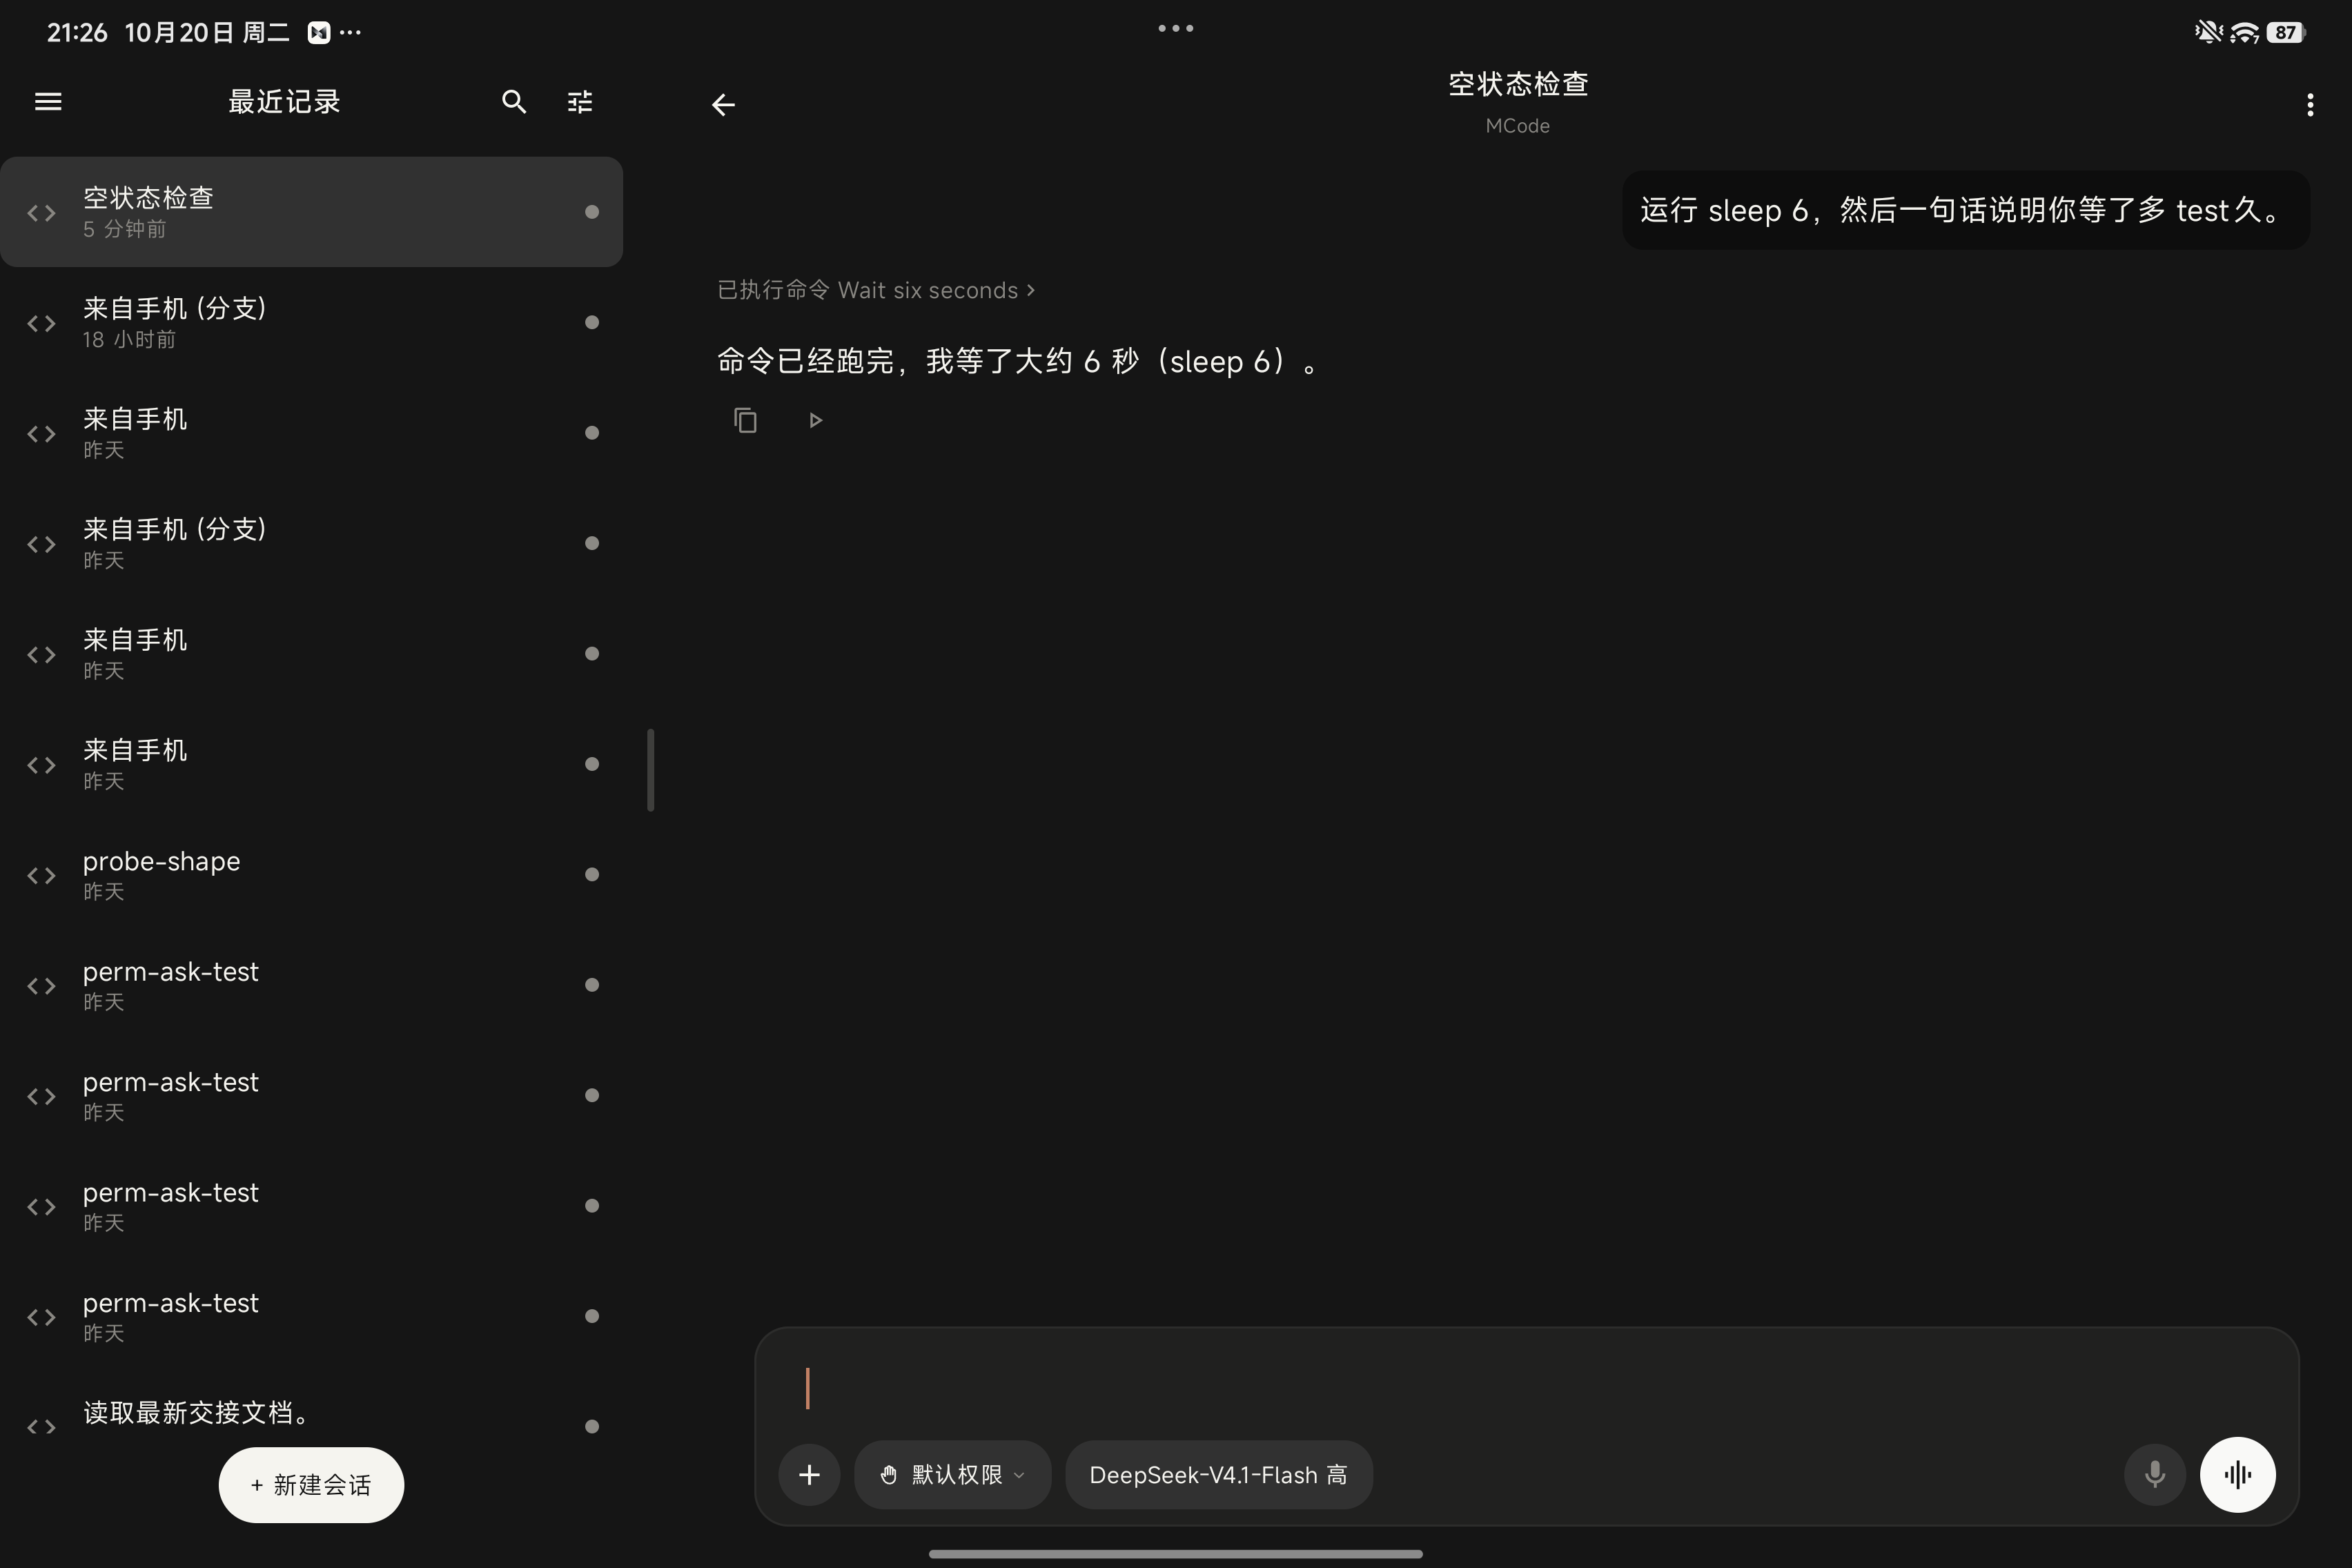 21:26 10月20日 周二 87
最近记录
空状态检查
5 分钟前
来自手机 (分支)
18 小时前
来自手机
昨天
来自手机 (分支)
昨天
来自手机
昨天
来自手机
昨天
probe-shape
昨天
perm-ask-test
昨天
perm-ask-test
昨天
perm-ask-test
昨天
perm-ask-test
昨天
读取最新交接文档。
+ 新建会话
空状态检查
MCode
运行 sleep 6，然后一句话说明你等了多 test久。
已执行命令 Wait six seconds
命令已经跑完，我等了大约 6 秒（sleep 6）。
默认权限
DeepSeek-V4.1-Flash 高